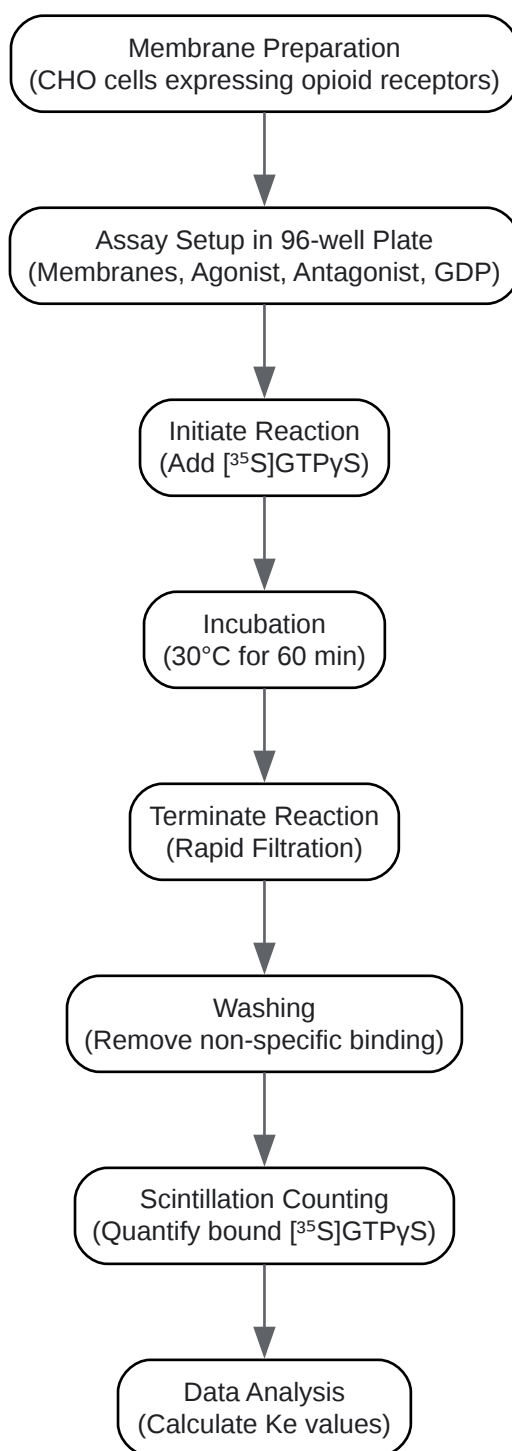 Membrane Preparation
(CHO cells expressing opioid receptors)
Assay Setup in 96-well Plate
(Membranes, Agonist, Antagonist, GDP)
Initiate Reaction
(Add [³⁵S]GTPγS)
Incubation
(30°C for 60 min)
Terminate Reaction
(Rapid Filtration)
Washing
(Remove non-specific binding)
Scintillation Counting
(Quantify bound [³⁵S]GTPγS)
Data Analysis
(Calculate Ke values)